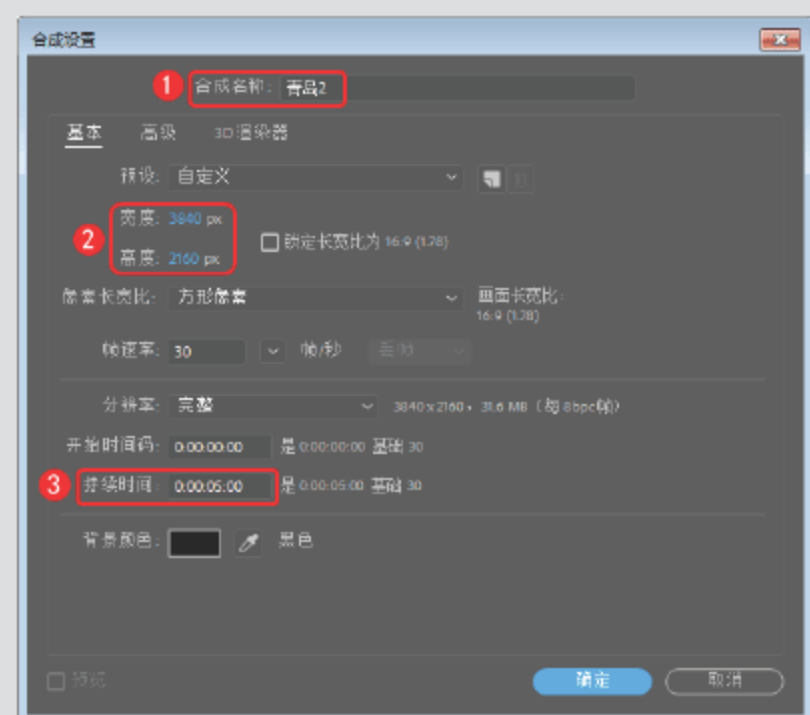 合成设置
1 合成名称: 青品2
基本 高级 3D 渲染器
预设: 自定义
2 宽度: 3840 px
锁定长宽比为 16:9 (1.78)
高度: 2160 px
像素长宽比: 方形像素 画面长宽比:
16:9 (1.78)
帧速率: 30 帧/秒 丢帧
分辨率: 完整 3840 x 2160，31.6 MB（每 8bpc帧）
开始时间码: 0:00:00:00 是 0:00:00:00 基础 30
3 持续时间: 0:00:05:00 是 0:00:05:00 基础 30
背景颜色: 黑色
预览 确定 取消